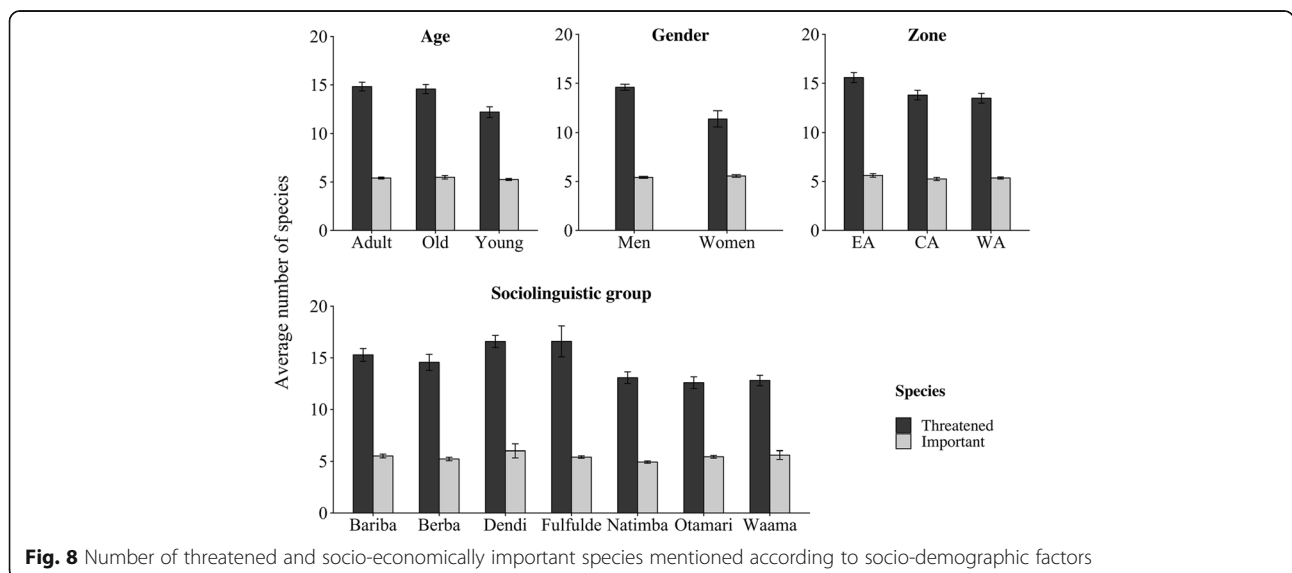 Age
Gender
Zone
20
15
10
5
0
Adult Old Young
20
15
10
5
0
Men Women
20
15
10
5
0
EA CA WA
Average number of species
Sociolinguistic group
20
15
10
5
0
Bariba Berba Dendi Fulfulde Natimba Otamari Waama
Species
Threatened
Important
Fig. 8 Number of threatened and socio-economically important species mentioned according to socio-demographic factors